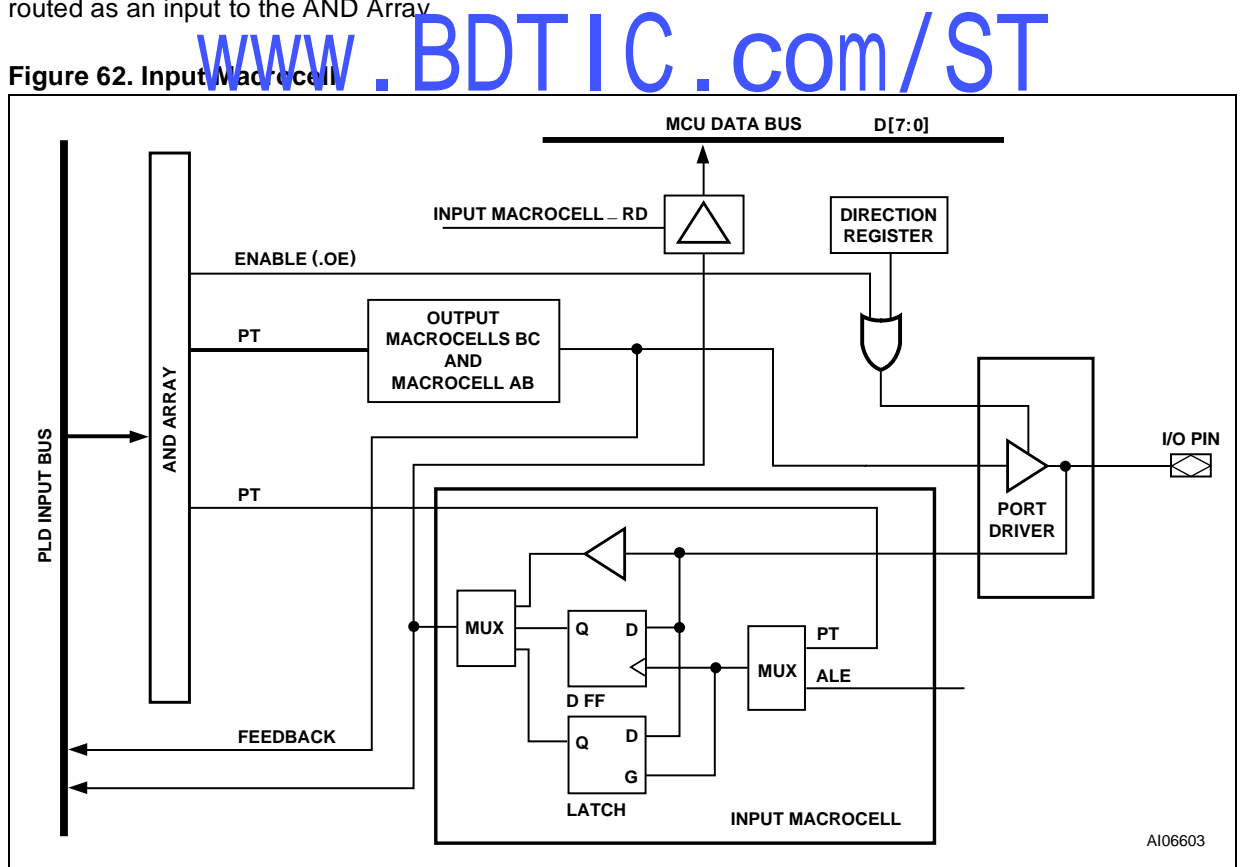 routed as an input to the AND Array
www.BDTIC.com/ST
Figure 62. Input Macrocell
MCU DATA BUS D[7:0]
INPUT MACROCELL_RD
DIRECTION
REGISTER
ENABLE (.OE)
PT
OUTPUT
MACROCELLS BC
AND
MACROCELL AB
PLD INPUT BUS
AND ARRAY
I/O PIN
PT
PORT
DRIVER
MUX
Q D
D FF
MUX
PT
ALE
FEEDBACK
Q D
G
LATCH
INPUT MACROCELL
AI06603